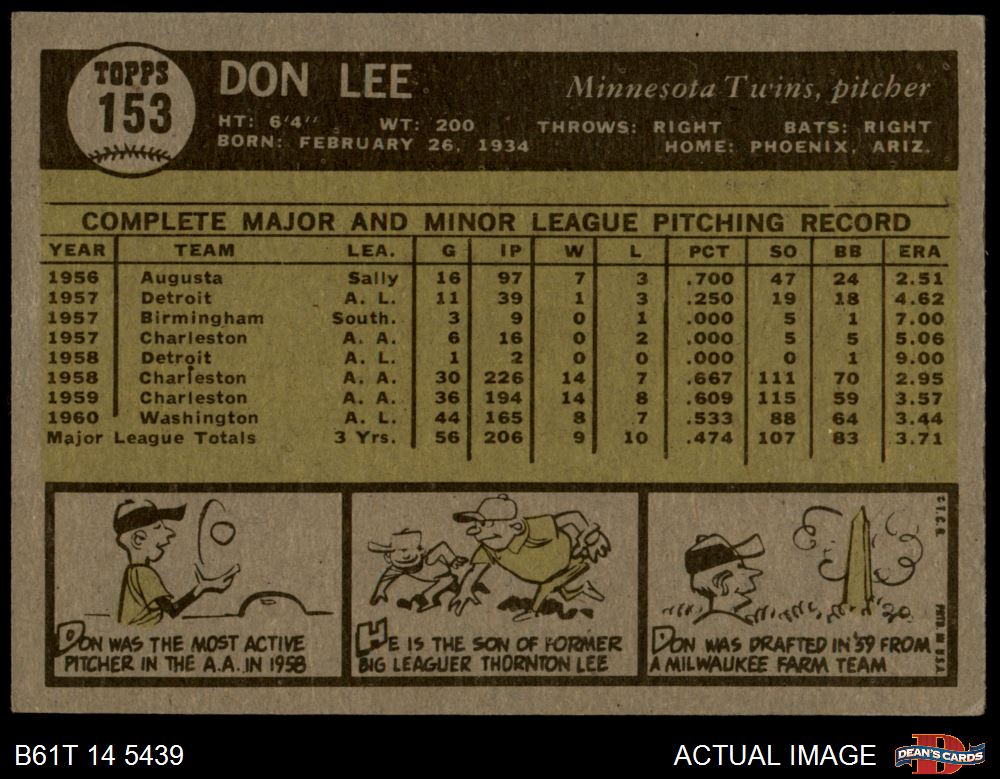 TOPPS
153
DON LEE
Minnesota Twins, pitcher
HT: 6'4'' WT: 200 THROWS: RIGHT BATS: RIGHT
BORN: FEBRUARY 26, 1934 HOME: PHOENIX, ARIZ.
COMPLETE MAJOR AND MINOR LEAGUE PITCHING RECORD
YEAR TEAM LEA. G IP W L PCT SO BB ERA
1956 Augusta Sally 16 97 7 3 .700 47 24 2.51
1957 Detroit A. L. 11 39 1 3 .250 19 18 4.62
1957 Birmingham South. 3 9 0 1 .000 5 1 7.00
1957 Charleston A. A. 6 16 0 2 .000 5 5 5.06
1958 Detroit A. L. 1 2 0 0 .000 0 1 9.00
1958 Charleston A. A. 30 226 14 7 .667 111 70 2.95
1959 Charleston A. A. 36 194 14 8 .609 115 59 3.57
1960 Washington A. L. 44 165 8 7 .533 88 64 3.44
Major League Totals 3 Yrs. 56 206 9 10 .474 107 83 3.71
DON WAS THE MOST ACTIVE
PITCHER IN THE A.A. IN 1958
HE IS THE SON OF FORMER
BIG LEAGUER THORNTON LEE
DON WAS DRAFTED IN '59 FROM
A MILWAUKEE FARM TEAM
© T.C.G. PRTD. IN U.S.A.
B61T 14 5439
ACTUAL IMAGE
DEAN'S CARDS